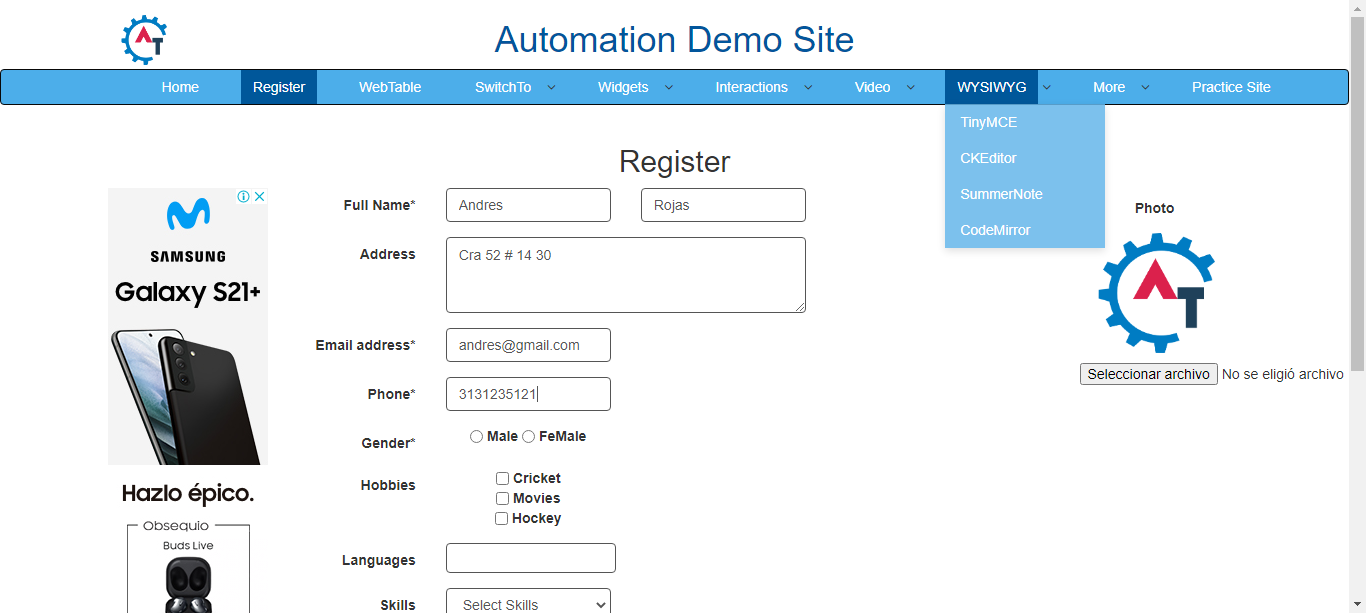 AT
Automation Demo Site
Home Register WebTable SwitchTo Widgets Interactions Video WYSIWYG More Practice Site
TinyMCE
CKEditor
SummerNote
CodeMirror
Register
SAMSUNG
Galaxy S21+
Hazlo épico.
Obsequio
Buds Live
Full Name* Andres Rojas
Address Cra 52 # 14 30
Email address* andres@gmail.com
Phone* 3131235121
Gender* Male FeMale
Hobbies Cricket
Movies
Hockey
Languages
Skills Select Skills
Photo
AT
Seleccionar archivo No se eligió archivo